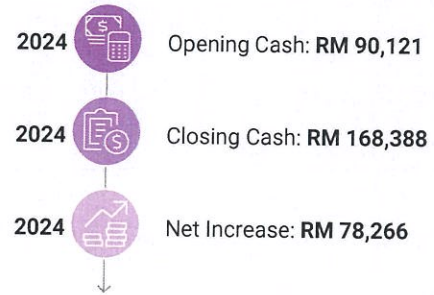 2024 Opening Cash: RM 90,121
2024 Closing Cash: RM 168,388
2024 Net Increase: RM 78,266